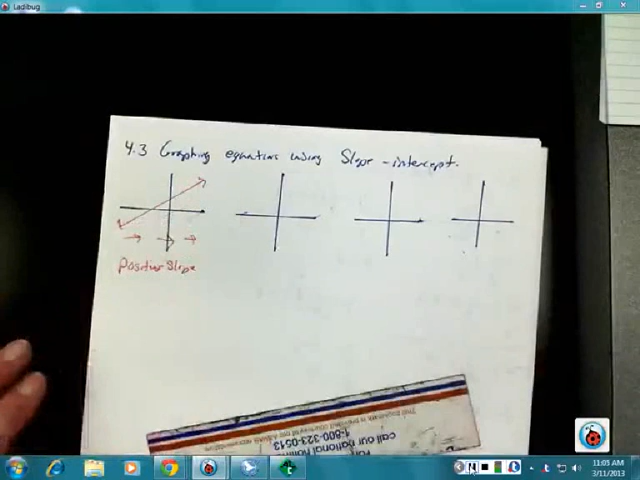 Ladibug
4.3 Graphing equations using Slope-intercept.
Positive Slope
call our National
1-800-323-0513
11:05 AM
3/11/2013